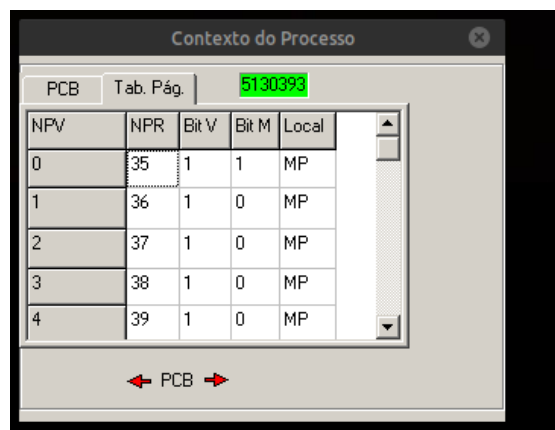 Contexto do Processo
PCB Tab. Pág. 5130393
NPV NPR Bit V Bit M Local
0 35 1 1 MP
1 36 1 0 MP
2 37 1 0 MP
3 38 1 0 MP
4 39 1 0 MP
PCB